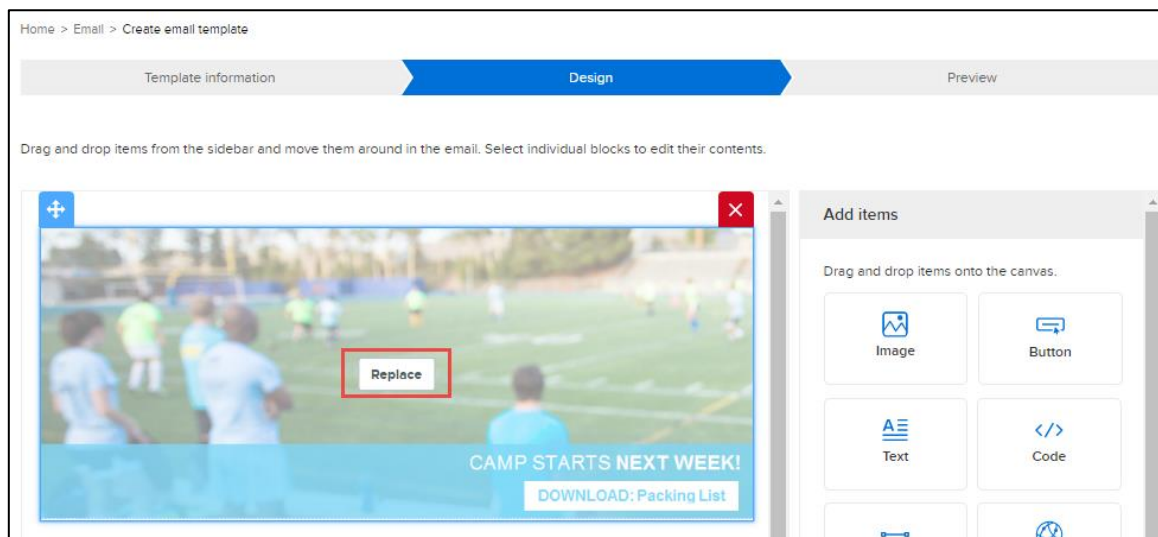 Home > Email > Create email template
Template information
Design
Preview
Drag and drop items from the sidebar and move them around in the email. Select individual blocks to edit their contents.
Replace
CAMP STARTS NEXT WEEK!
DOWNLOAD: Packing List
Add items
Drag and drop items onto the canvas.
Image
Button
Text
Code